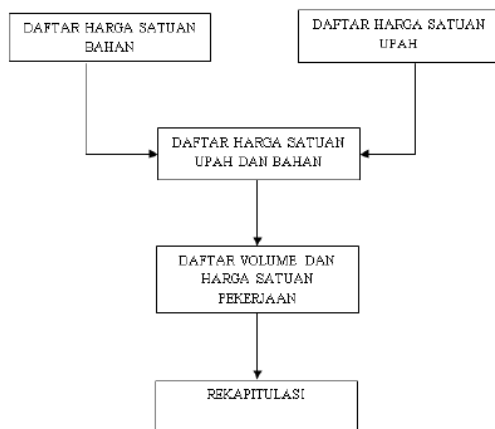 DAFTAR HARGA SATUAN
BAHAN
DAFTAR HARGA SATUAN
UPAH
DAFTAR HARGA SATUAN
UPAH DAN BAHAN
DAFTAR VOLUME DAN
HARGA SATUAN
PEKERJAAN
REKAPITULASI